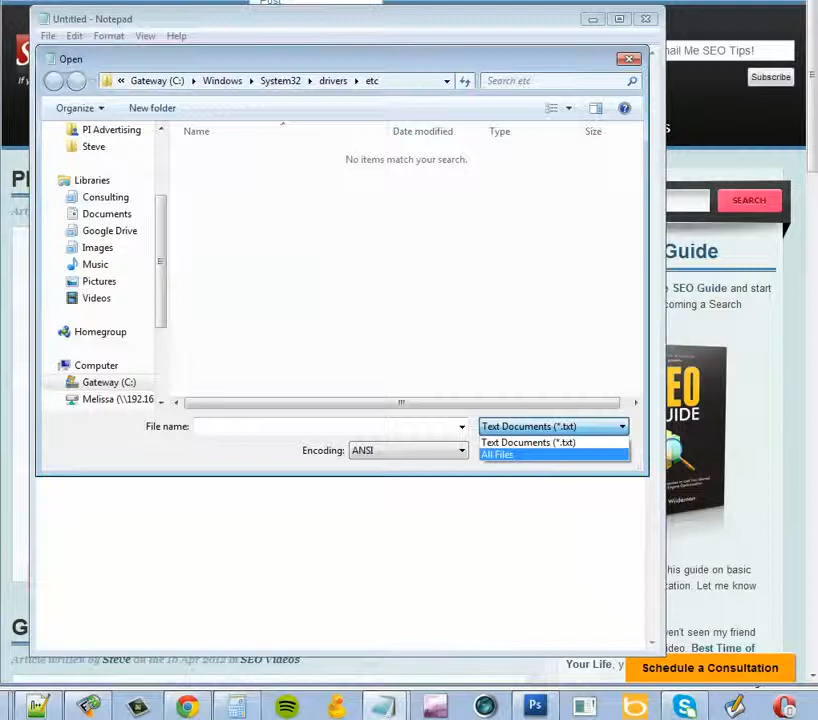 Post
Untitled - Notepad
File Edit Format View Help
Open
Gateway (C:) Windows System32 drivers etc
Search etc
Organize New folder
Name Date modified Type Size
No items match your search.
PI Advertising
Steve
Libraries
Consulting
Documents
Google Drive
Images
Music
Pictures
Videos
Homegroup
Computer
Gateway (C:)
Melissa (\\192.16
File name:
Text Documents (*.txt)
Text Documents (*.txt)
All Files
Encoding: ANSI
ail Me SEO Tips!
Subscribe
SEARCH
Guide
SEO Guide and start
coming a Search
GUIDE
Wiideman
his guide on basic
Let me know
ven't seen my friend
video. Best Time of
Your Life, y
Schedule a Consultation
Article written by Steve on the 16 Apr 2012 in SEO Videos
Ps